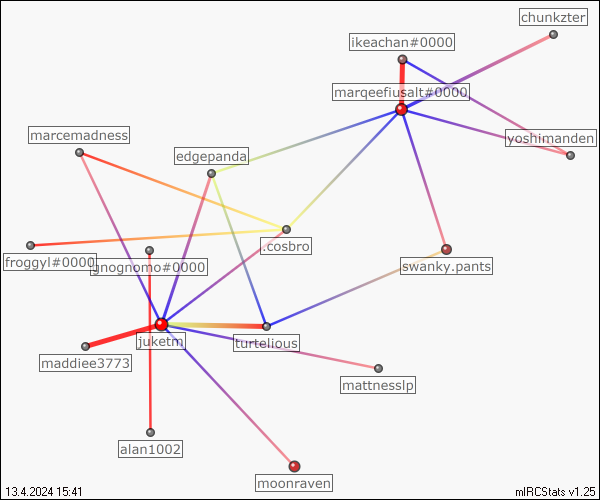 chunkzter
ikeachan#0000
marqeefiusalt#0000
marcemadness
yoshimanden
edgepanda
.cosbro
froggyl#0000
gnognomo#0000
swanky.pants
juketm
turtelious
maddiee3773
mattnesslp
alan1002
moonraven
13.4.2024 15:41
mIRCStats v1.25